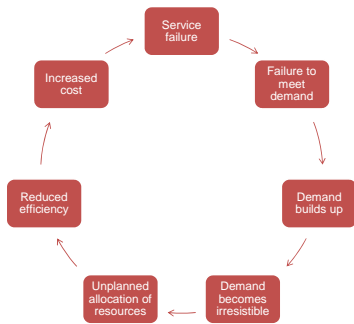 Service
failure
Failure to
meet
demand
Demand
builds up
Demand
becomes
irresistible
Unplanned
allocation of
resources
Reduced
efficiency
Increased
cost